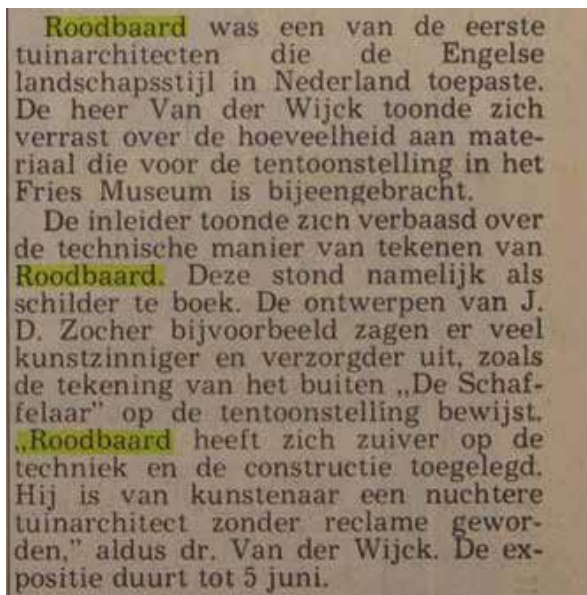 Roodbaard was een van de eerste
tuinarchitecten die de Engelse
landschapsstijl in Nederland toepaste.
De heer Van der Wijck toonde zich
verrast over de hoeveelheid aan mate-
riaal die voor de tentoonstelling in het
Fries Museum is bijeengebracht.
De inleider toonde zich verbaasd over
de technische manier van tekenen van
Roodbaard. Deze stond namelijk als
schilder te boek. De ontwerpen van J.
D. Zocher bijvoorbeeld zagen er veel
kunstzinniger en verzorgder uit, zoals
de tekening van het buiten „De Schaf-
felaar” op de tentoonstelling bewijst.
„Roodbaard heeft zich zuiver op de
techniek en de constructie toegelegd.
Hij is van kunstenaar een nuchtere
tuinarchitect zonder reclame gewor-
den,” aldus dr. Van der Wijck. De ex-
positie duurt tot 5 juni.